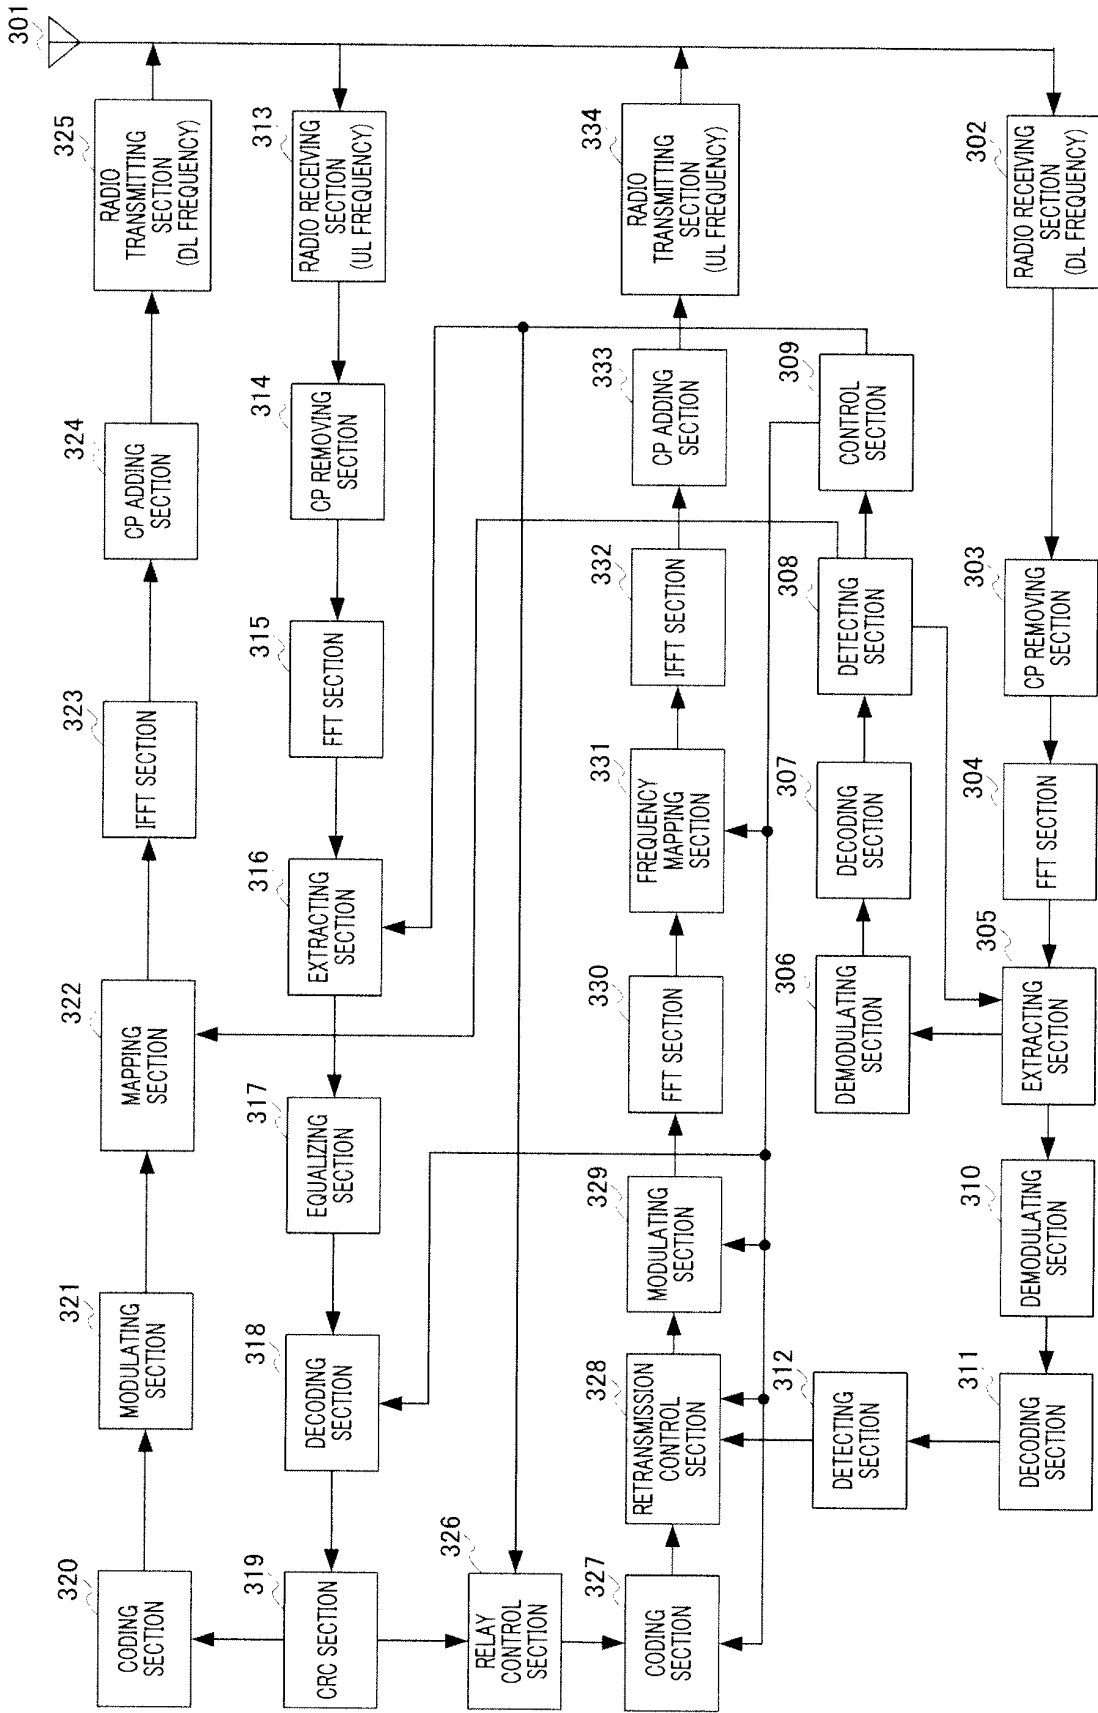 301
325
RADIO
TRANSMITTING
SECTION
(DL FREQUENCY)
324
CP ADDING
SECTION
323
IFFT SECTION
322
MAPPING
SECTION
321
MODULATING
SECTION
320
CODING
SECTION
313
RADIO RECEIVING
SECTION
(UL FREQUENCY)
314
CP REMOVING
SECTION
315
FFT SECTION
316
EXTRACTING
SECTION
317
EQUALIZING
SECTION
318
DECODING
SECTION
319
CRC SECTION
326
RELAY
CONTROL
SECTION
327
CODING
SECTION
328
RETRANSMISSION
CONTROL
SECTION
329
MODULATING
SECTION
330
FFT SECTION
331
FREQUENCY
MAPPING
SECTION
332
IFFT SECTION
333
CP ADDING
SECTION
334
RADIO
TRANSMITTING
SECTION
(UL FREQUENCY)
309
CONTROL
SECTION
308
DETECTING
SECTION
307
DECODING
SECTION
306
DEMODULATING
SECTION
312
DETECTING
SECTION
302
RADIO RECEIVING
SECTION
(DL FREQUENCY)
303
CP REMOVING
SECTION
304
FFT SECTION
305
EXTRACTING
SECTION
310
DEMODULATING
SECTION
311
DECODING
SECTION